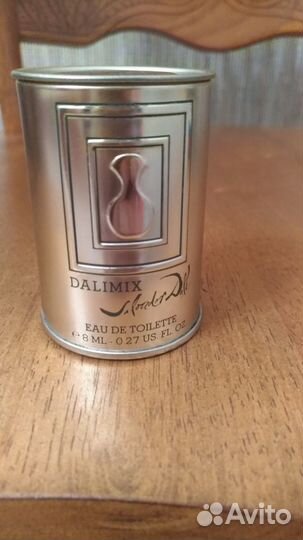 DALIMIX
Salvador Dalí
EAU DE TOILETTE
℮ 8 ML - 0.27 US. FL. OZ
Avito